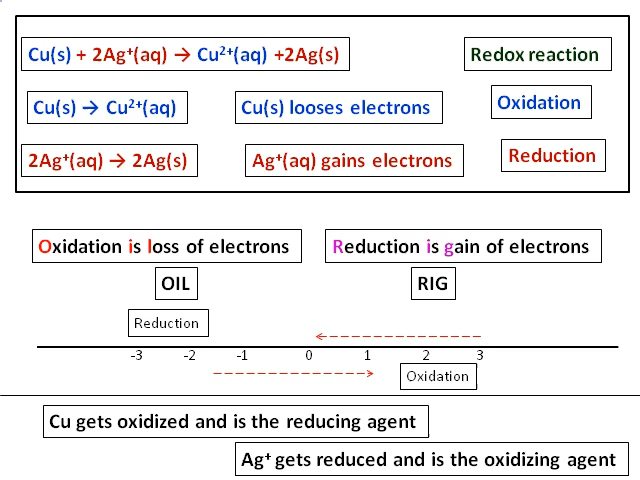 Cu(s) + 2Ag⁺(aq) → Cu²⁺(aq) +2Ag(s)
Redox reaction
Cu(s) → Cu²⁺(aq)
Cu(s) looses electrons
Oxidation
2Ag⁺(aq) → 2Ag(s)
Ag⁺(aq) gains electrons
Reduction
Oxidation is loss of electrons
Reduction is gain of electrons
OIL
RIG
Reduction
-3 -2 -1 0 1 2 3
Oxidation
Cu gets oxidized and is the reducing agent
Ag⁺ gets reduced and is the oxidizing agent